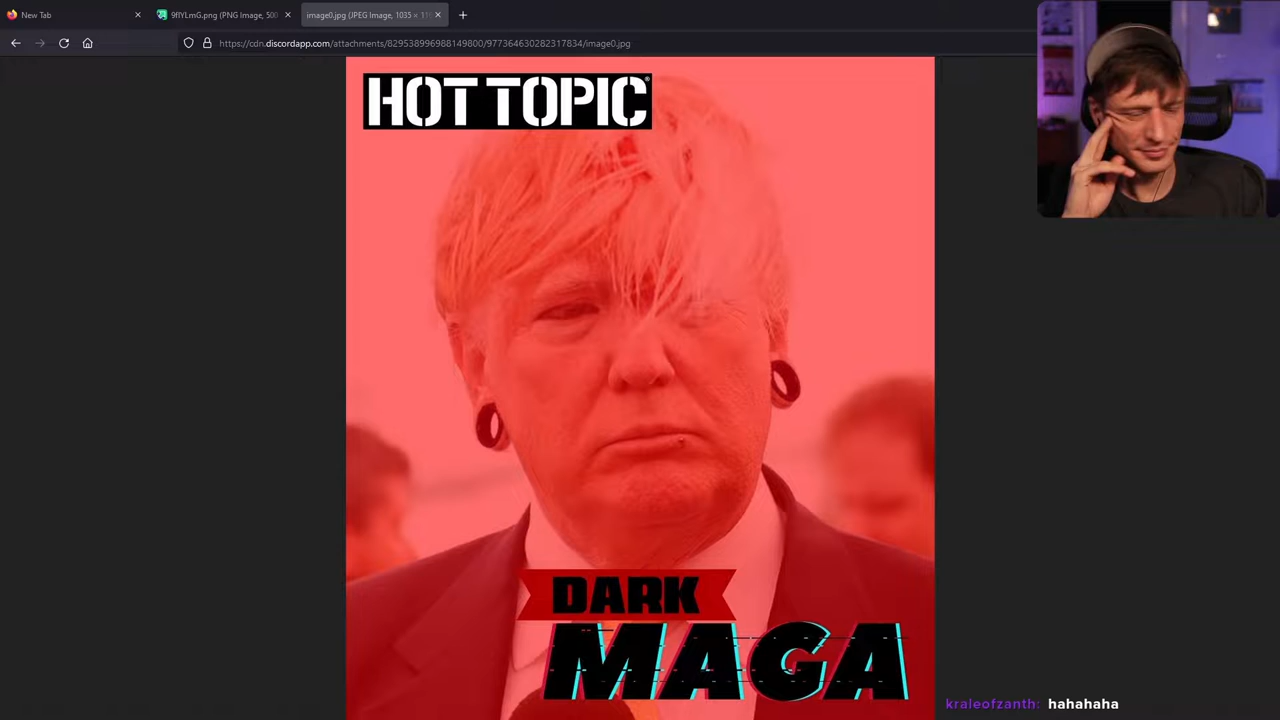 New Tab
9fIYLmG.png (PNG Image, 500
image0.jpg (JPEG Image, 1035 × 11
https://cdn.discordapp.com/attachments/829538996988149800/977364630282317834/image0.jpg
HOT TOPIC®
DARK
MAGA
kraleofzanth: hahahaha